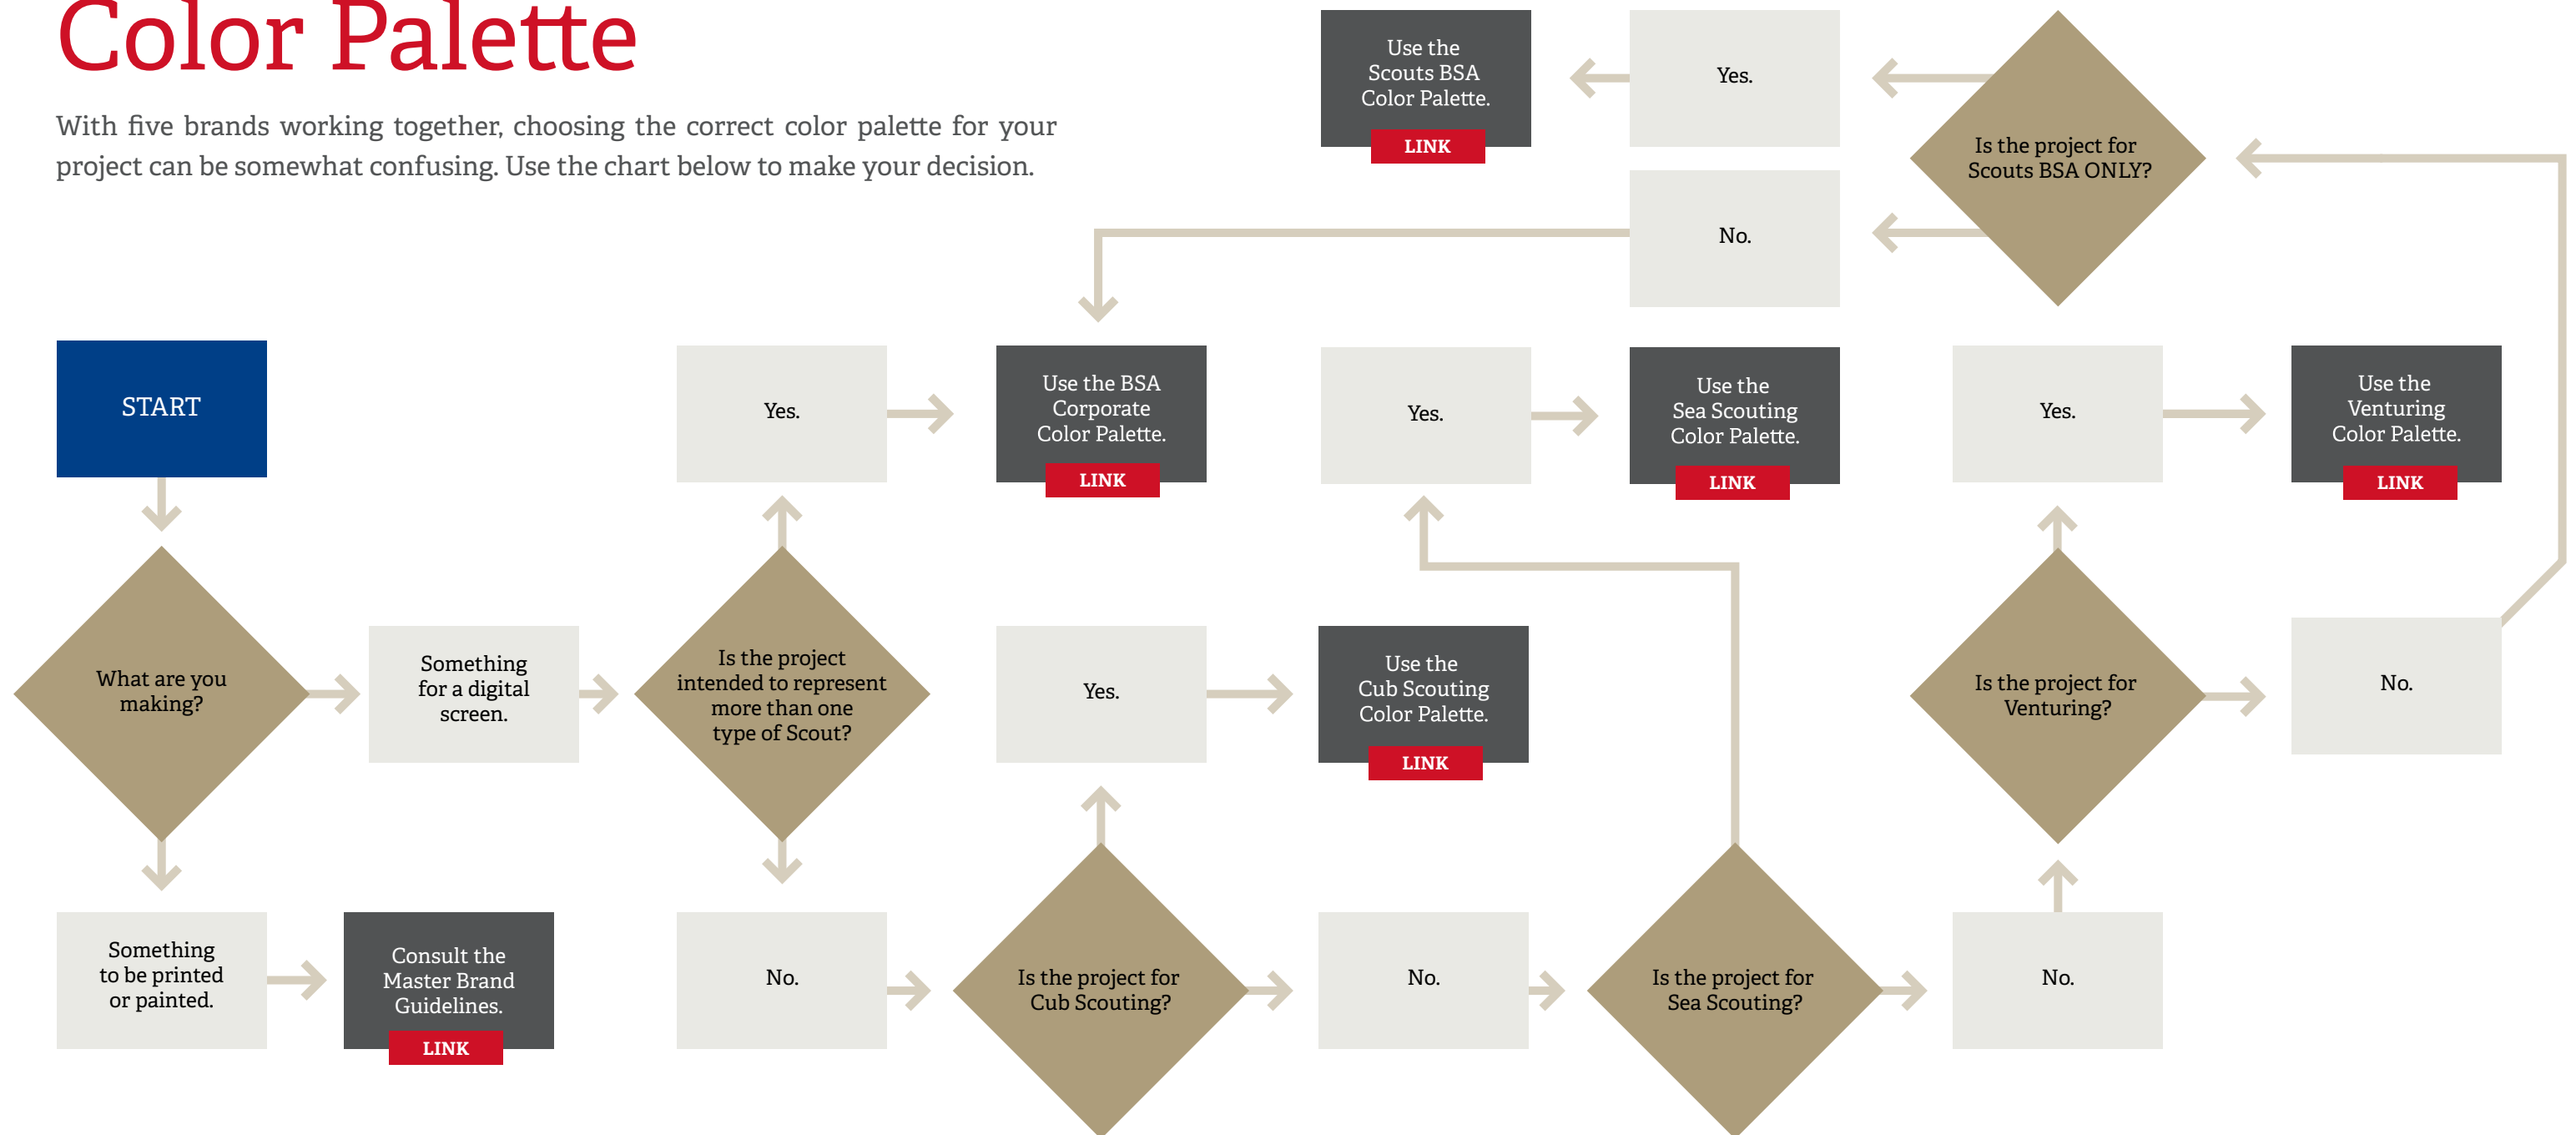 Color Palette
With five brands working together, choosing the correct color palette for your
project can be somewhat confusing. Use the chart below to make your decision.
START
What are you
making?
Something
for a digital
screen.
Something
to be printed
or painted.
Consult the
Master Brand
Guidelines.
LINK
Is the project
intended to represent
more than one
type of Scout?
Yes.
Use the BSA
Corporate
Color Palette.
LINK
No.
Is the project for
Cub Scouting?
Yes.
Use the
Cub Scouting
Color Palette.
LINK
No.
Is the project for
Sea Scouting?
Yes.
Use the
Sea Scouting
Color Palette.
LINK
No.
Is the project for
Venturing?
Yes.
Use the
Venturing
Color Palette.
LINK
No.
Is the project for
Scouts BSA ONLY?
Yes.
Use the
Scouts BSA
Color Palette.
LINK
No.